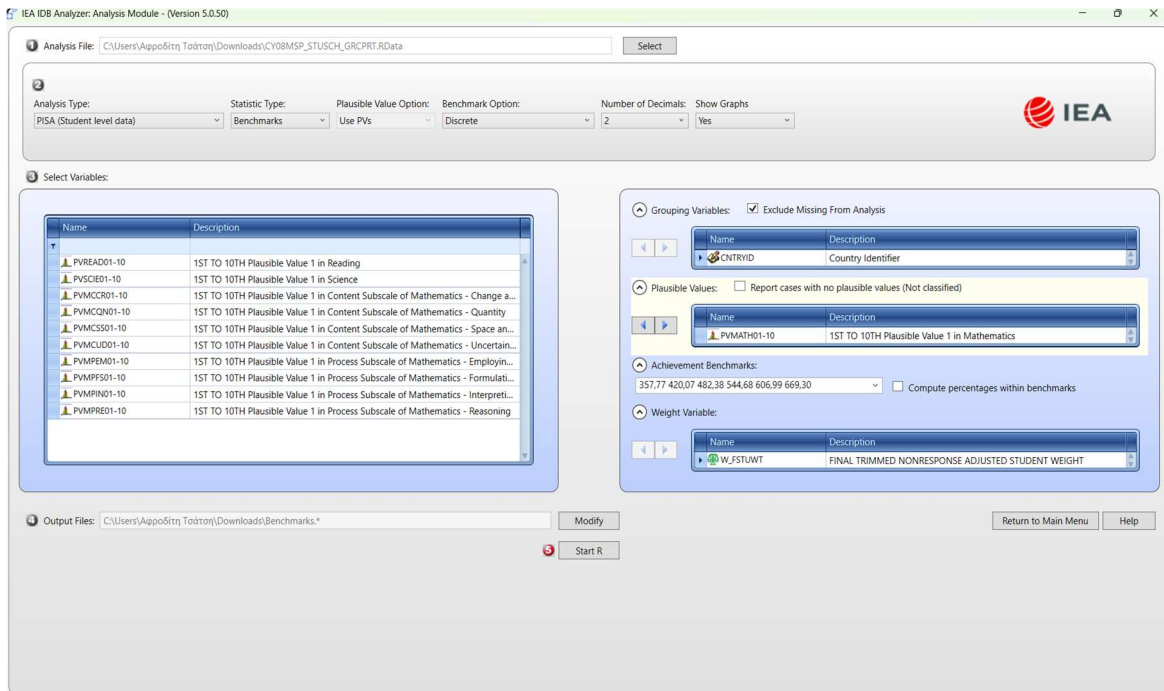 IEA IDB Analyzer: Analysis Module - (Version 5.0.50)
1 Analysis File: C:\Users\Αφροδίτη Τσάτση\Downloads\CY08MSP_STUSCH_GRCPRT.RData Select
2
Analysis Type: Statistic Type: Plausible Value Option: Benchmark Option: Number of Decimals: Show Graphs
PISA (Student level data) Benchmarks Use PVs Discrete 2 Yes
IEA
3 Select Variables:
Name Description
PVREAD01-10 1ST TO 10TH Plausible Value 1 in Reading
PVSCIE01-10 1ST TO 10TH Plausible Value 1 in Science
PVMCCR01-10 1ST TO 10TH Plausible Value 1 in Content Subscale of Mathematics - Change a...
PVMCQN01-10 1ST TO 10TH Plausible Value 1 in Content Subscale of Mathematics - Quantity
PVMCSS01-10 1ST TO 10TH Plausible Value 1 in Content Subscale of Mathematics - Space an...
PVMCUD01-10 1ST TO 10TH Plausible Value 1 in Content Subscale of Mathematics - Uncertain...
PVMPEM01-10 1ST TO 10TH Plausible Value 1 in Process Subscale of Mathematics - Employin...
PVMPFS01-10 1ST TO 10TH Plausible Value 1 in Process Subscale of Mathematics - Formulati...
PVMPIN01-10 1ST TO 10TH Plausible Value 1 in Process Subscale of Mathematics - Interpreti...
PVMPRE01-10 1ST TO 10TH Plausible Value 1 in Process Subscale of Mathematics - Reasoning
Grouping Variables: Exclude Missing From Analysis
Name Description
CNTRYID Country Identifier
Plausible Values: Report cases with no plausible values (Not classified)
Name Description
PVMATH01-10 1ST TO 10TH Plausible Value 1 in Mathematics
Achievement Benchmarks:
357,77 420,07 482,38 544,68 606,99 669,30 Compute percentages within benchmarks
Weight Variable:
Name Description
W_FSTUWT FINAL TRIMMED NONRESPONSE ADJUSTED STUDENT WEIGHT
4 Output Files: C:\Users\Αφροδίτη Τσάτση\Downloads\Benchmarks.* Modify Return to Main Menu Help
5 Start R